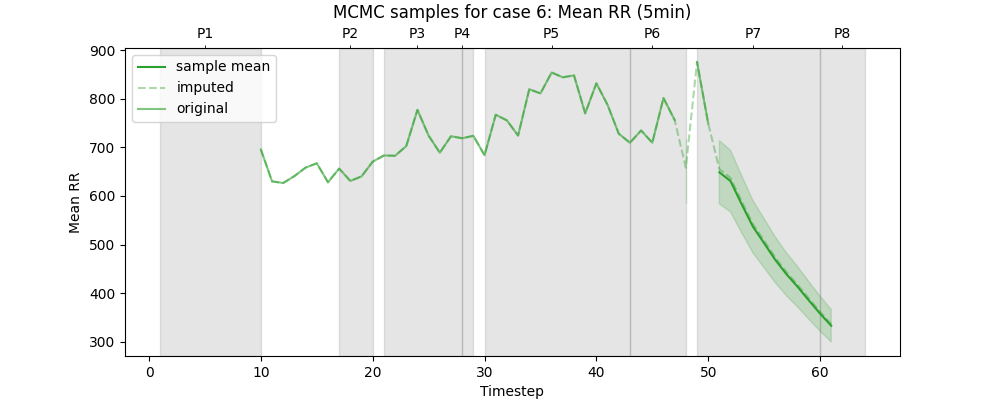 MCMC samples for case 6: Mean RR (5min)
P1 P2 P3 P4 P5 P6 P7 P8
sample mean
imputed
original
900
800
700
600
500
400
300
Mean RR
0 10 20 30 40 50 60
Timestep